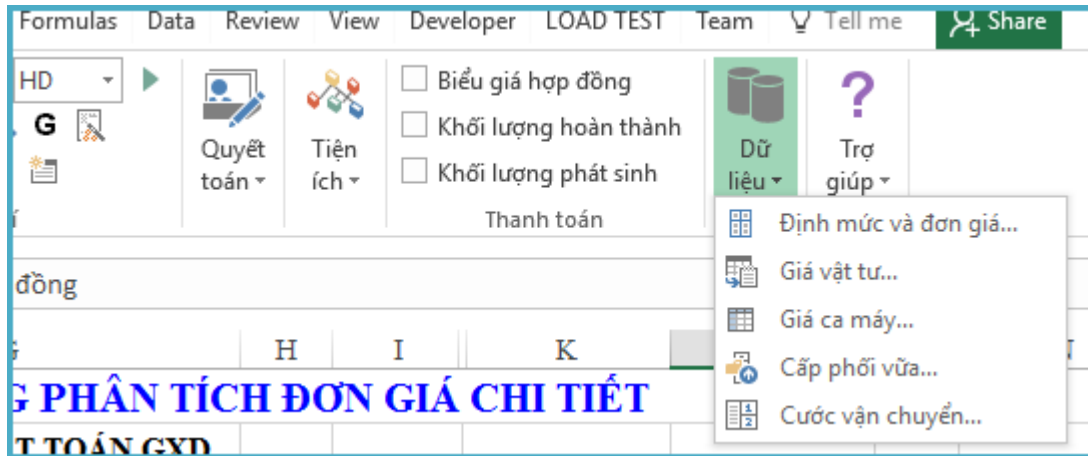 Formulas Data Review View Developer LOAD TEST Team Tell me Share
HD
G
Quyết toán
Tiện ích
Biểu giá hợp đồng
Khối lượng hoàn thành
Khối lượng phát sinh
Thanh toán
Dữ liệu
Trợ giúp
Định mức và đơn giá...
Giá vật tư...
Giá ca máy...
Cấp phối vữa...
Cước vận chuyển...
đồng
H I K
G PHÂN TÍCH ĐƠN GIÁ CHI TIẾT
T TOÁN GXD